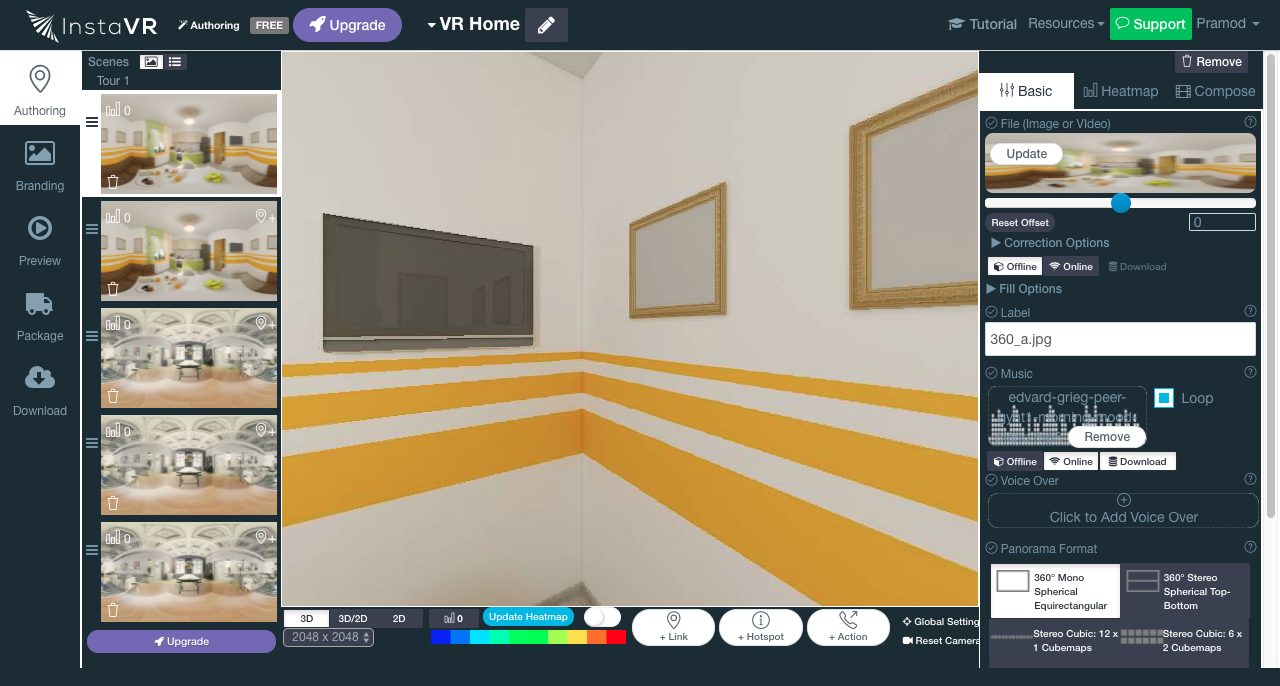 InstaVR
Authoring
FREE
Upgrade
VR Home
Tutorial
Resources
Support
Pramod
Authoring
Branding
Preview
Package
Download
Scenes
Tour 1
0
0
0
0
0
Upgrade
3D
3D/2D
2D
0
Update Heatmap
2048 x 2048
+ Link
+ Hotspot
+ Action
Global Setting
Reset Camera
Remove
Basic
Heatmap
Compose
File (Image or VIdeo)
Update
Reset Offset
0
Correction Options
Offline
Online
Download
Fill Options
Label
360_a.jpg
Music
edvard-grieg-peer-
Loop
Remove
Offline
Online
Download
Voice Over
Click to Add Voice Over
Panorama Format
360° Mono
Spherical
Equirectangular
360° Stereo
Spherical Top-
Bottom
Stereo Cubic: 12 x
1 Cubemaps
Stereo Cubic: 6 x
2 Cubemaps